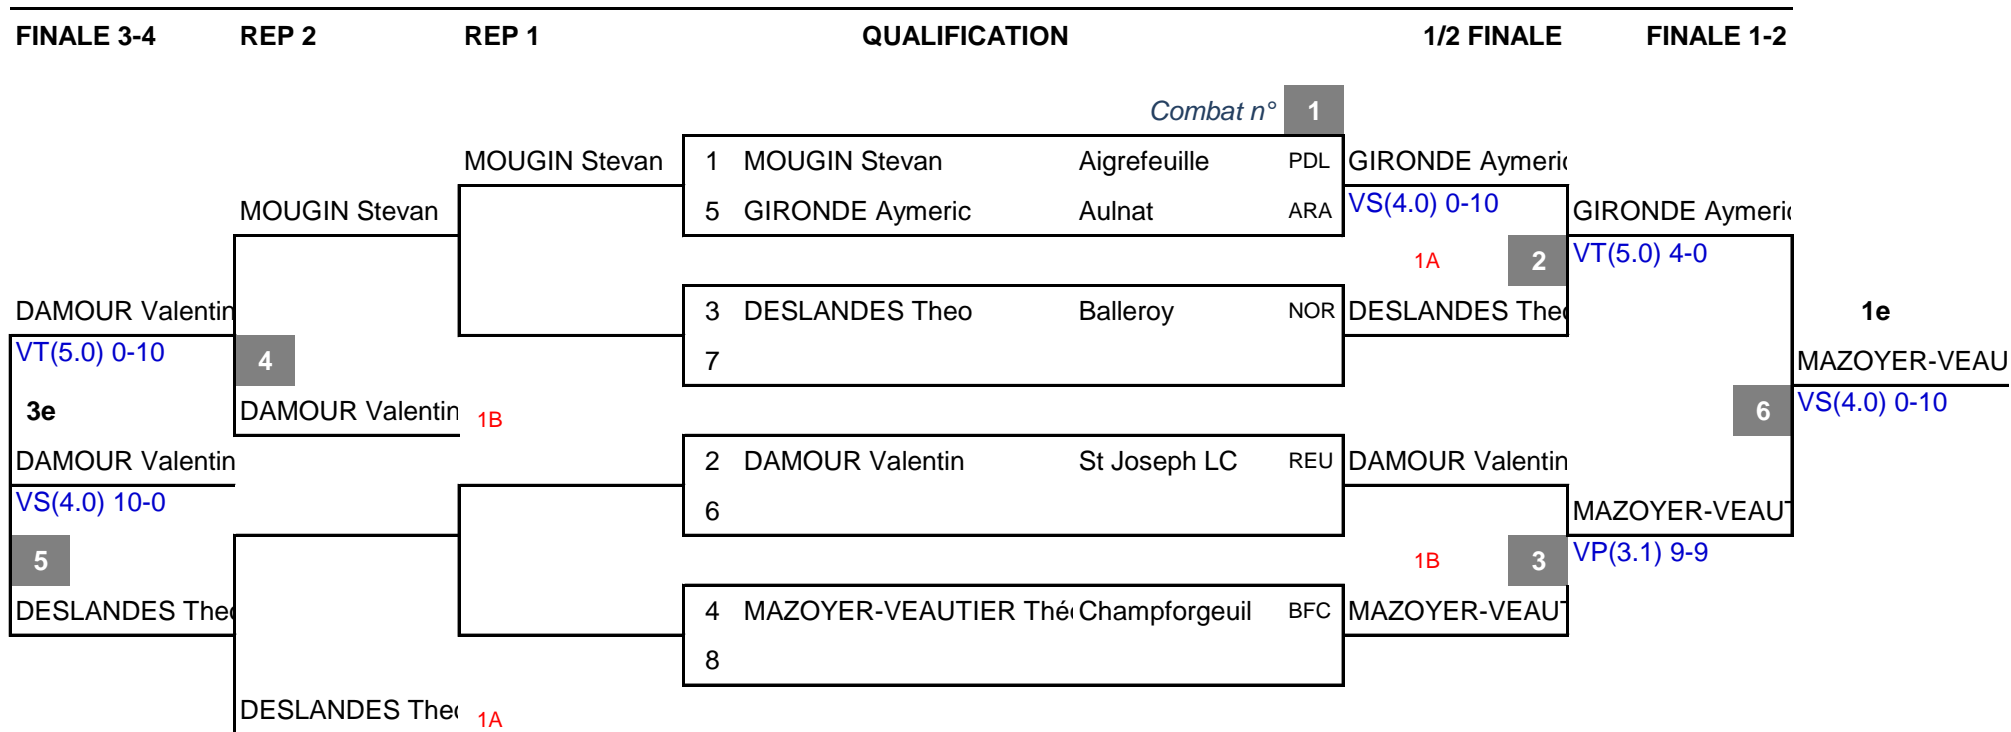 FINALE 3-4 REP 2 REP 1 QUALIFICATION 1/2 FINALE FINALE 1-2
Combat n° 1
MOUGIN Stevan 1 MOUGIN Stevan Aigrefeuille PDL GIRONDE Aymeric
MOUGIN Stevan 5 GIRONDE Aymeric Aulnat ARA VS(4.0) 0-10 GIRONDE Aymeric
1A 2 VT(5.0) 4-0
DAMOUR Valentin 3 DESLANDES Theo Balleroy NOR DESLANDES Theo 1e
VT(5.0) 0-10 4 7 MAZOYER-VEAU
3e DAMOUR Valentin 1B 6 VS(4.0) 0-10
DAMOUR Valentin 2 DAMOUR Valentin St Joseph LC REU DAMOUR Valentin
VS(4.0) 10-0 6 MAZOYER-VEAUT
5 1B 3 VP(3.1) 9-9
DESLANDES Theo 4 MAZOYER-VEAUTIER Thé Champforgeuil BFC MAZOYER-VEAUT
8
DESLANDES Theo 1A